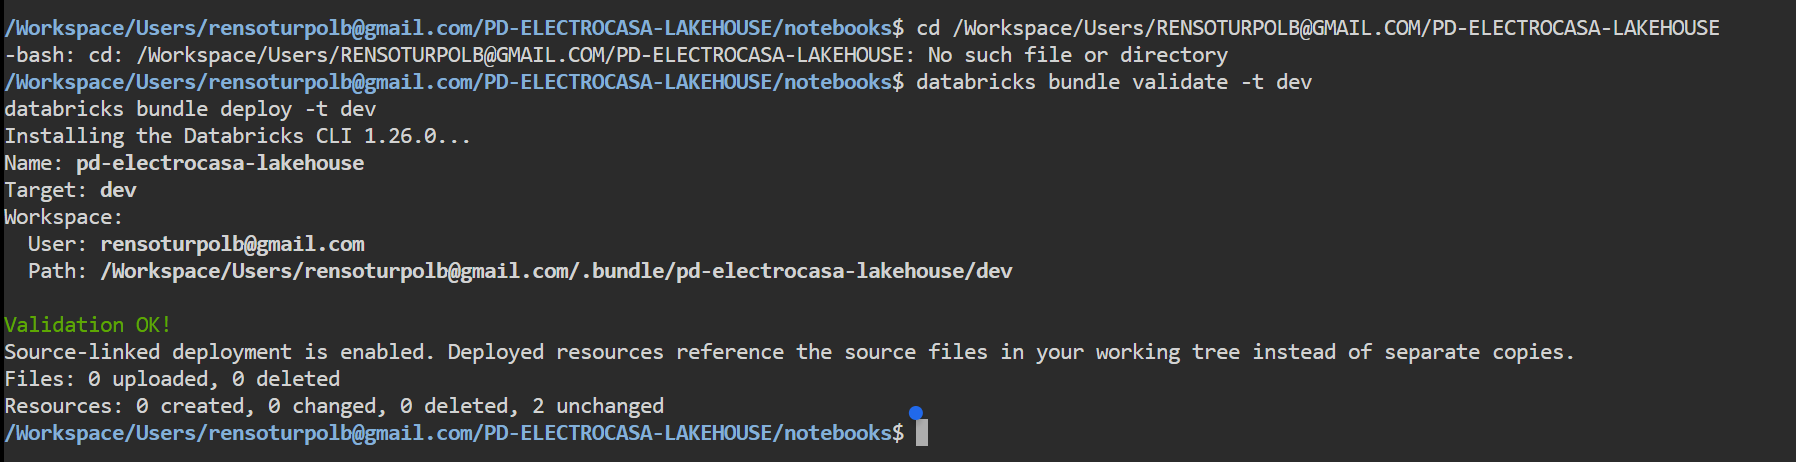 /Workspace/Users/rensoturpolb@gmail.com/PD-ELECTROCASA-LAKEHOUSE/notebooks$ cd /Workspace/Users/RENSOTURPOLB@GMAIL.COM/PD-ELECTROCASA-LAKEHOUSE
-bash: cd: /Workspace/Users/RENSOTURPOLB@GMAIL.COM/PD-ELECTROCASA-LAKEHOUSE: No such file or directory
/Workspace/Users/rensoturpolb@gmail.com/PD-ELECTROCASA-LAKEHOUSE/notebooks$ databricks bundle validate -t dev
databricks bundle deploy -t dev
Installing the Databricks CLI 1.26.0...
Name: pd-electrocasa-lakehouse
Target: dev
Workspace:
  User: rensoturpolb@gmail.com
  Path: /Workspace/Users/rensoturpolb@gmail.com/.bundle/pd-electrocasa-lakehouse/dev

Validation OK!
Source-linked deployment is enabled. Deployed resources reference the source files in your working tree instead of separate copies.
Files: 0 uploaded, 0 deleted
Resources: 0 created, 0 changed, 0 deleted, 2 unchanged
/Workspace/Users/rensoturpolb@gmail.com/PD-ELECTROCASA-LAKEHOUSE/notebooks$